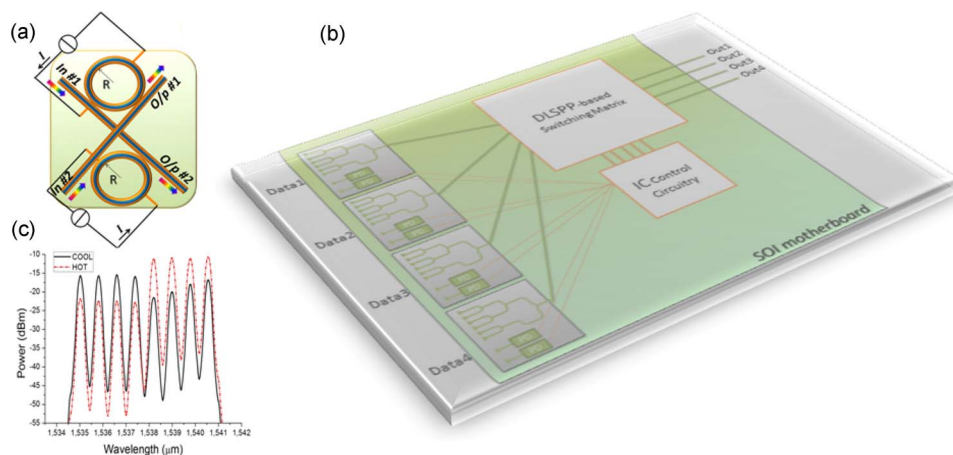 (a)
I
In #1
R
O/p #1
In #2
R
O/p #2
I
(b)
Out1
Out2
Out3
Out4
DLSPP-based
Switching Matrix
IC Control
Circuitry
Data1
Data2
Data3
Data4
SOI motherboard
(c)
COOL
HOT
Power (dBm)
-10
-15
-20
-25
-30
-35
-40
-45
-50
-55
1,534 1,535 1,536 1,537 1,538 1,539 1,540 1,541 1,542
Wavelength (μm)